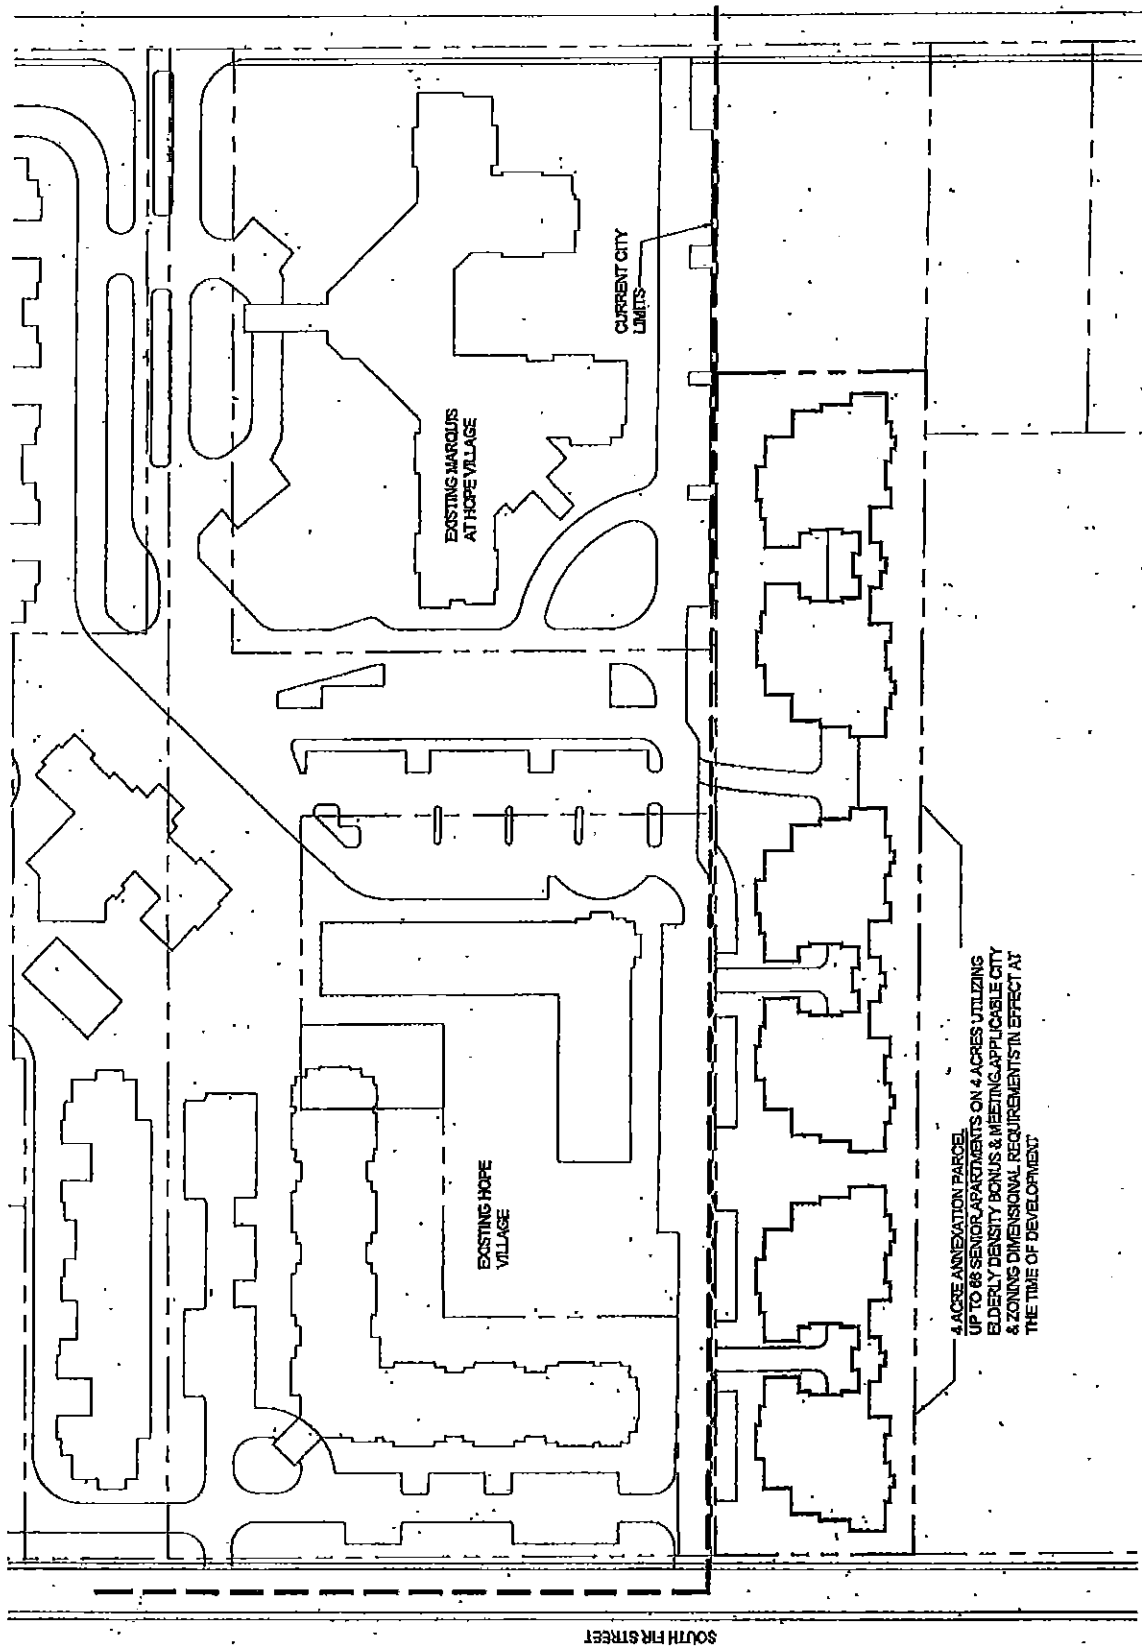 CURRENT CITY
LIMITS
EXISTING MARQUIS
AT HOPE VILLAGE
EXISTING HOPE
VILLAGE
4 ACRE ANNEXATION PARCEL
UP TO 68 SENIOR APARTMENTS ON 4 ACRES UTILIZING
ELDERLY DENSITY BONUS & MEETING APPLICABLE CITY
& ZONING DIMENSIONAL REQUIREMENTS IN EFFECT AT
THE TIME OF DEVELOPMENT
SOUTH FIR STREET